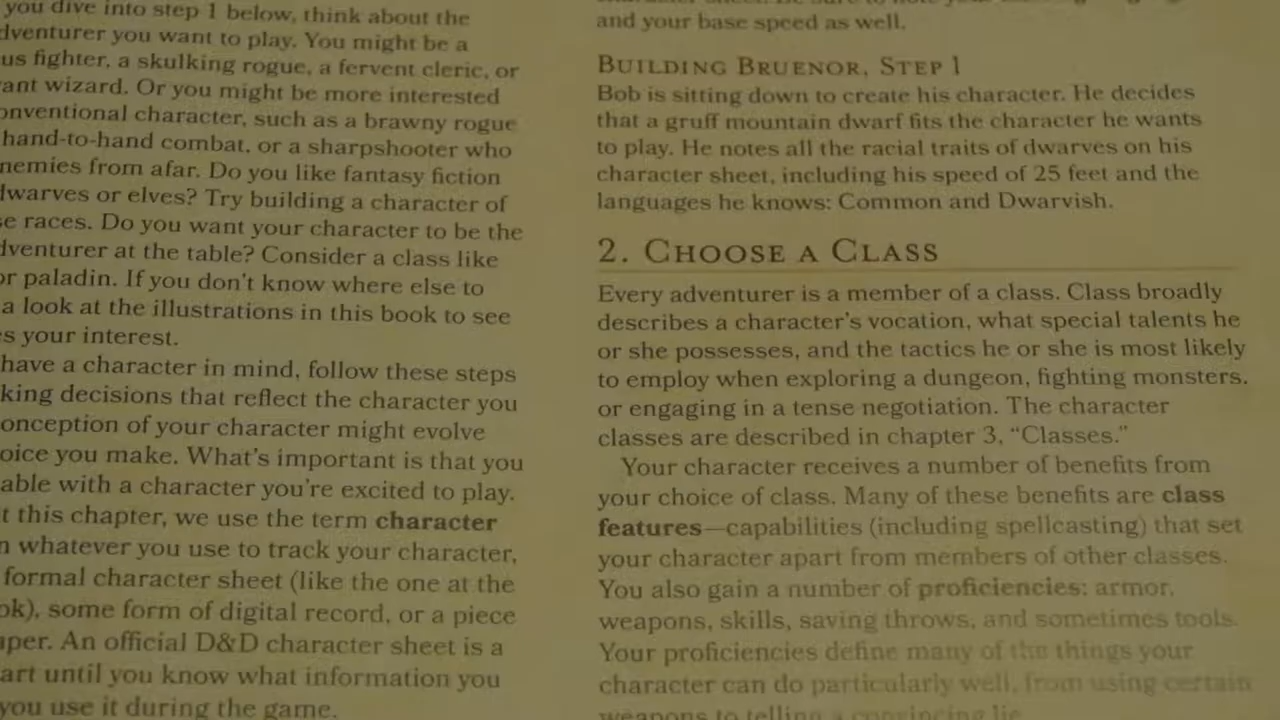 you dive into step 1 below, think about the
dventurer you want to play. You might be a
us fighter, a skulking rogue, a fervent cleric, or
ant wizard. Or you might be more interested
onventional character, such as a brawny rogue
hand-to-hand combat, or a sharpshooter who
nemies from afar. Do you like fantasy fiction
dwarves or elves? Try building a character of
se races. Do you want your character to be the
dventurer at the table? Consider a class like
or paladin. If you don't know where else to
a look at the illustrations in this book to see
s your interest.
have a character in mind, follow these steps
king decisions that reflect the character you
onception of your character might evolve
oice you make. What's important is that you
able with a character you're excited to play.
t this chapter, we use the term character
n whatever you use to track your character,
formal character sheet (like the one at the
ok), some form of digital record, or a piece
aper. An official D&D character sheet is a
art until you know what information you
you use it during the game.
and your base speed as well.
BUILDING BRUENOR, STEP 1
Bob is sitting down to create his character. He decides
that a gruff mountain dwarf fits the character he wants
to play. He notes all the racial traits of dwarves on his
character sheet, including his speed of 25 feet and the
languages he knows: Common and Dwarvish.
2. CHOOSE A CLASS
Every adventurer is a member of a class. Class broadly
describes a character's vocation, what special talents he
or she possesses, and the tactics he or she is most likely
to employ when exploring a dungeon, fighting monsters,
or engaging in a tense negotiation. The character
classes are described in chapter 3, “Classes.”
Your character receives a number of benefits from
your choice of class. Many of these benefits are class
features—capabilities (including spellcasting) that set
your character apart from members of other classes.
You also gain a number of proficiencies: armor,
weapons, skills, saving throws, and sometimes tools.
Your proficiencies define many of the things your
character can do particularly well, from using certain
weapons to telling a convincing lie